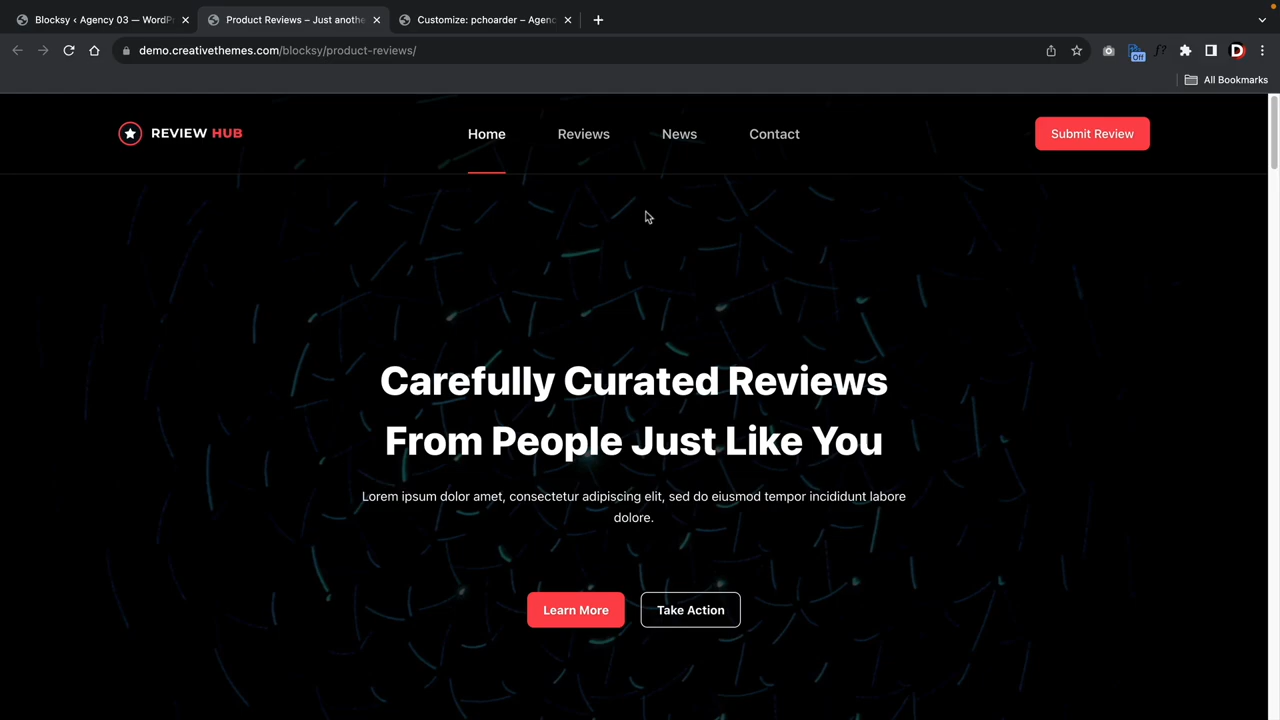 Blocksy ‹ Agency 03 — WordPr
Product Reviews – Just anothe
Customize: pchoarder – Agenc
demo.creativethemes.com/blocksy/product-reviews/
f?
Off
D
All Bookmarks
REVIEW HUB
Home
Reviews
News
Contact
Submit Review
Carefully Curated Reviews
From People Just Like You
Lorem ipsum dolor amet, consectetur adipiscing elit, sed do eiusmod tempor incididunt labore
dolore.
Learn More
Take Action